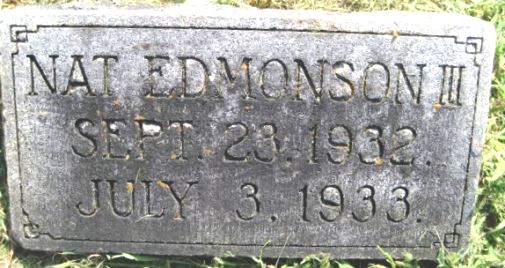 NAT EDMONSON III
SEPT. 23. 1932.
JULY 3, 1933.